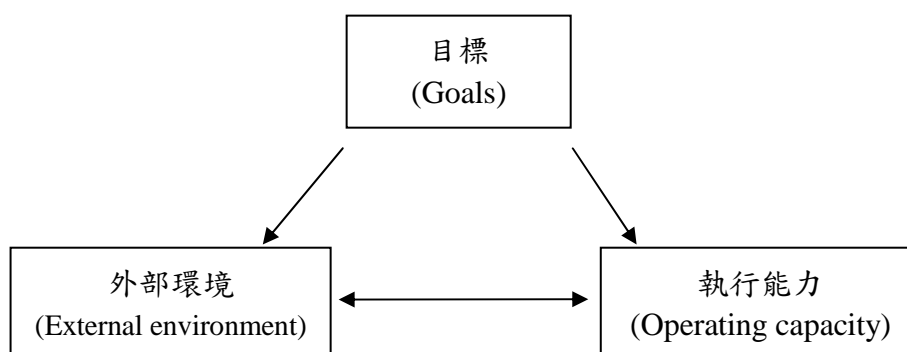 目標
(Goals)
外部環境
(External environment)
執行能力
(Operating capacity)